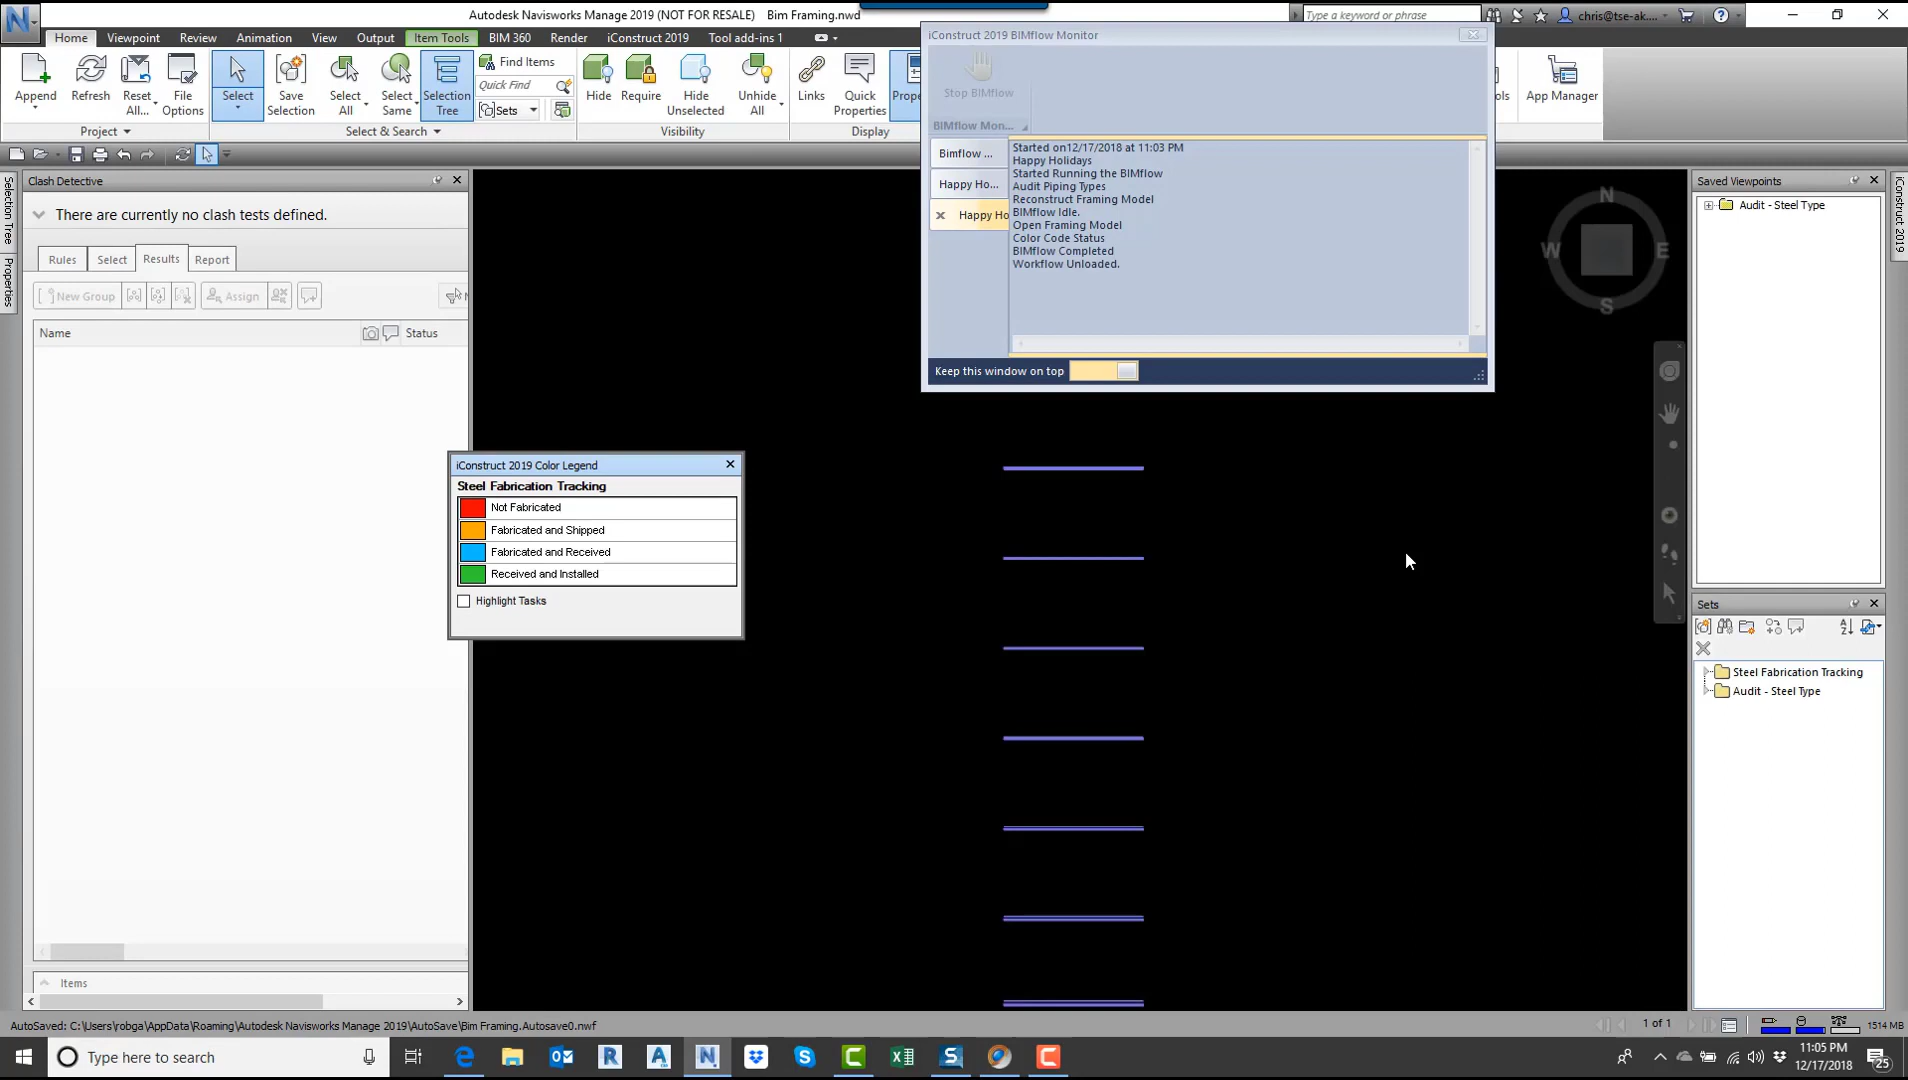 Autodesk Navisworks Manage 2019 (NOT FOR RESALE) Bim Framing.nwd
Type a keyword or phrase
chris@tse-ak....
Home Viewpoint Review Animation View Output Item Tools BIM 360 Render iConstruct 2019 Tool add-ins 1
Append
Refresh
Reset All...
File Options
Project
Select
Save Selection
Select All
Select Same
Selection Tree
Find Items
Quick Find
Sets
Select & Search
Hide
Require
Hide Unselected
Unhide All
Visibility
Links
Quick Properties
Prope
Display
ols
App Manager
iConstruct 2019 BIMflow Monitor
Stop BIMflow
BIMflow Mon...
Bimflow ...
Happy Ho...
Happy Ho
Started on12/17/2018 at 11:03 PM
Happy Holidays
Started Running the BIMflow
Audit Piping Types
Reconstruct Framing Model
BIMflow Idle.
Open Framing Model
Color Code Status
BIMflow Completed
Workflow Unloaded.
Keep this window on top
Selection Tree
Properties
Clash Detective
There are currently no clash tests defined.
Rules Select Results Report
New Group
Assign
Name Status
Items
iConstruct 2019 Color Legend
Steel Fabrication Tracking
Not Fabricated
Fabricated and Shipped
Fabricated and Received
Received and Installed
Highlight Tasks
N
W E
S
Saved Viewpoints
Audit - Steel Type
iConstruct 2019
Sets
Steel Fabrication Tracking
Audit - Steel Type
AutoSaved: C:\Users\robga\AppData\Roaming\Autodesk Navisworks Manage 2019\AutoSave\Bim Framing.Autosave0.nwf
1 of 1
1514 MB
Type here to search
11:05 PM
12/17/2018
25